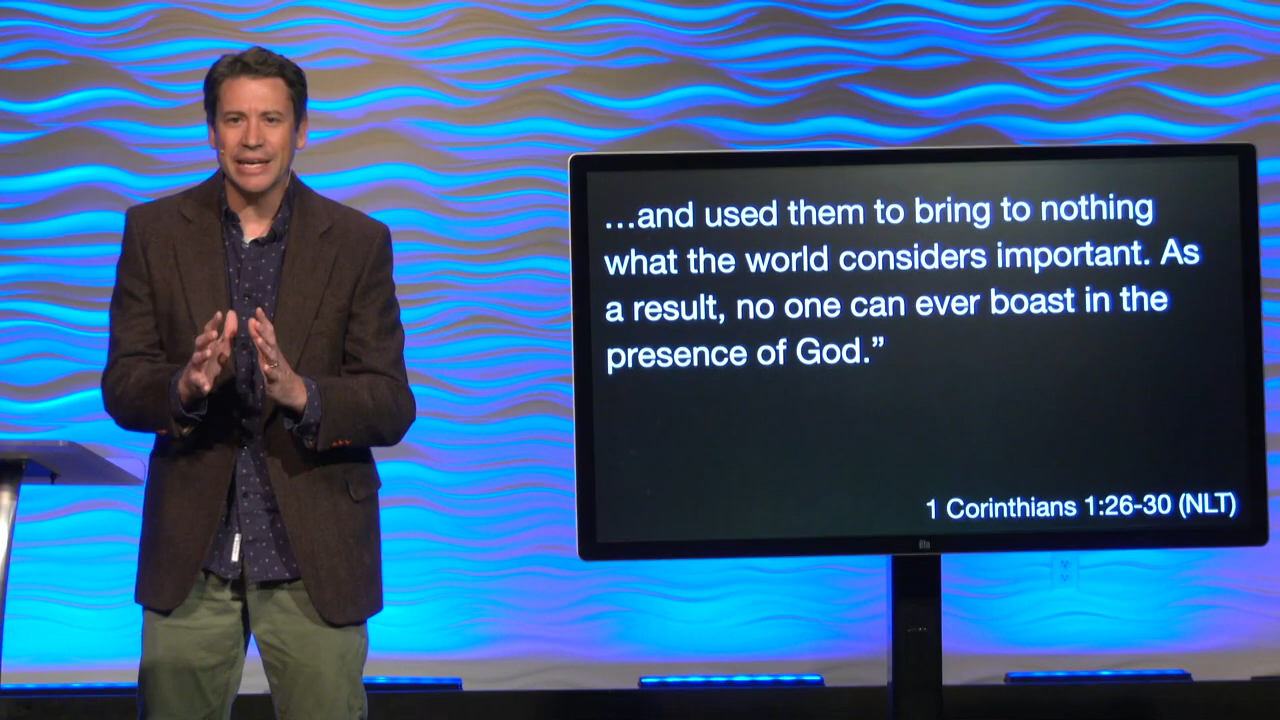 …and used them to bring to nothing
what the world considers important. As
a result, no one can ever boast in the
presence of God.”
1 Corinthians 1:26-30 (NLT)
elo